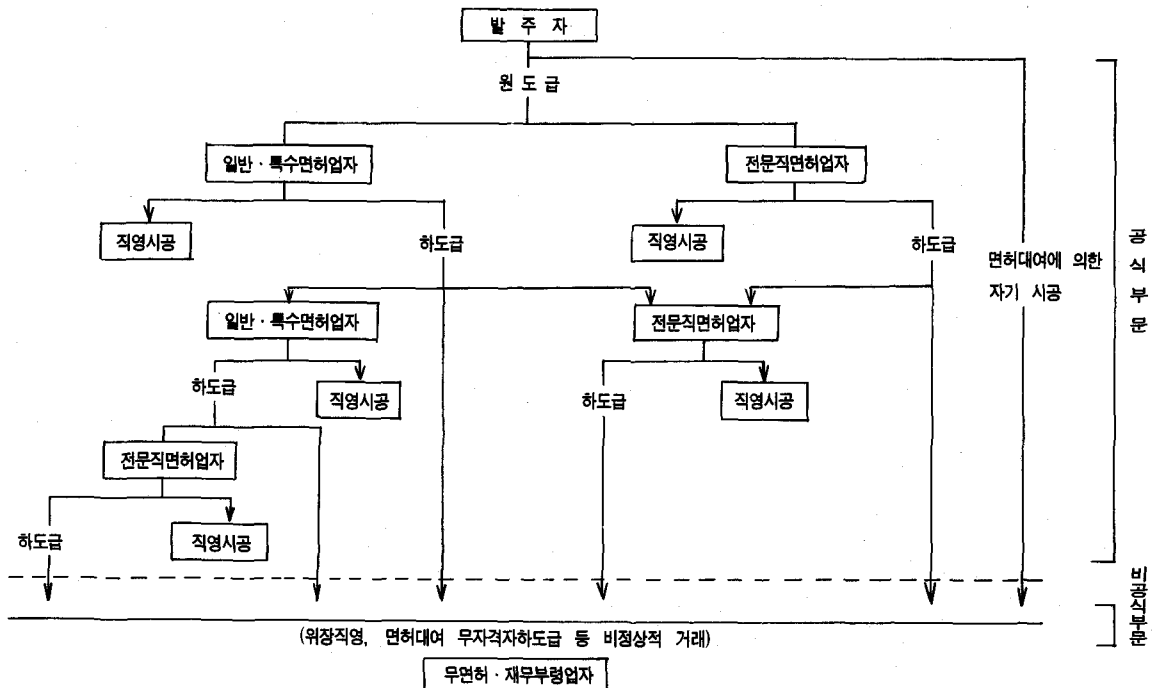 발 주 자
원 도 급
일반 · 특수면허업자
전문직면허업자
직영시공
하도급
직영시공
하도급
면허대여에 의한
자기 시공
공식부문
일반 · 특수면허업자
전문직면허업자
하도급
직영시공
하도급
직영시공
전문직면허업자
하도급
직영시공
비공식부문
(위장직영, 면허대여 무자격자하도급 등 비정상적 거래)
무면허 · 재무부령업자